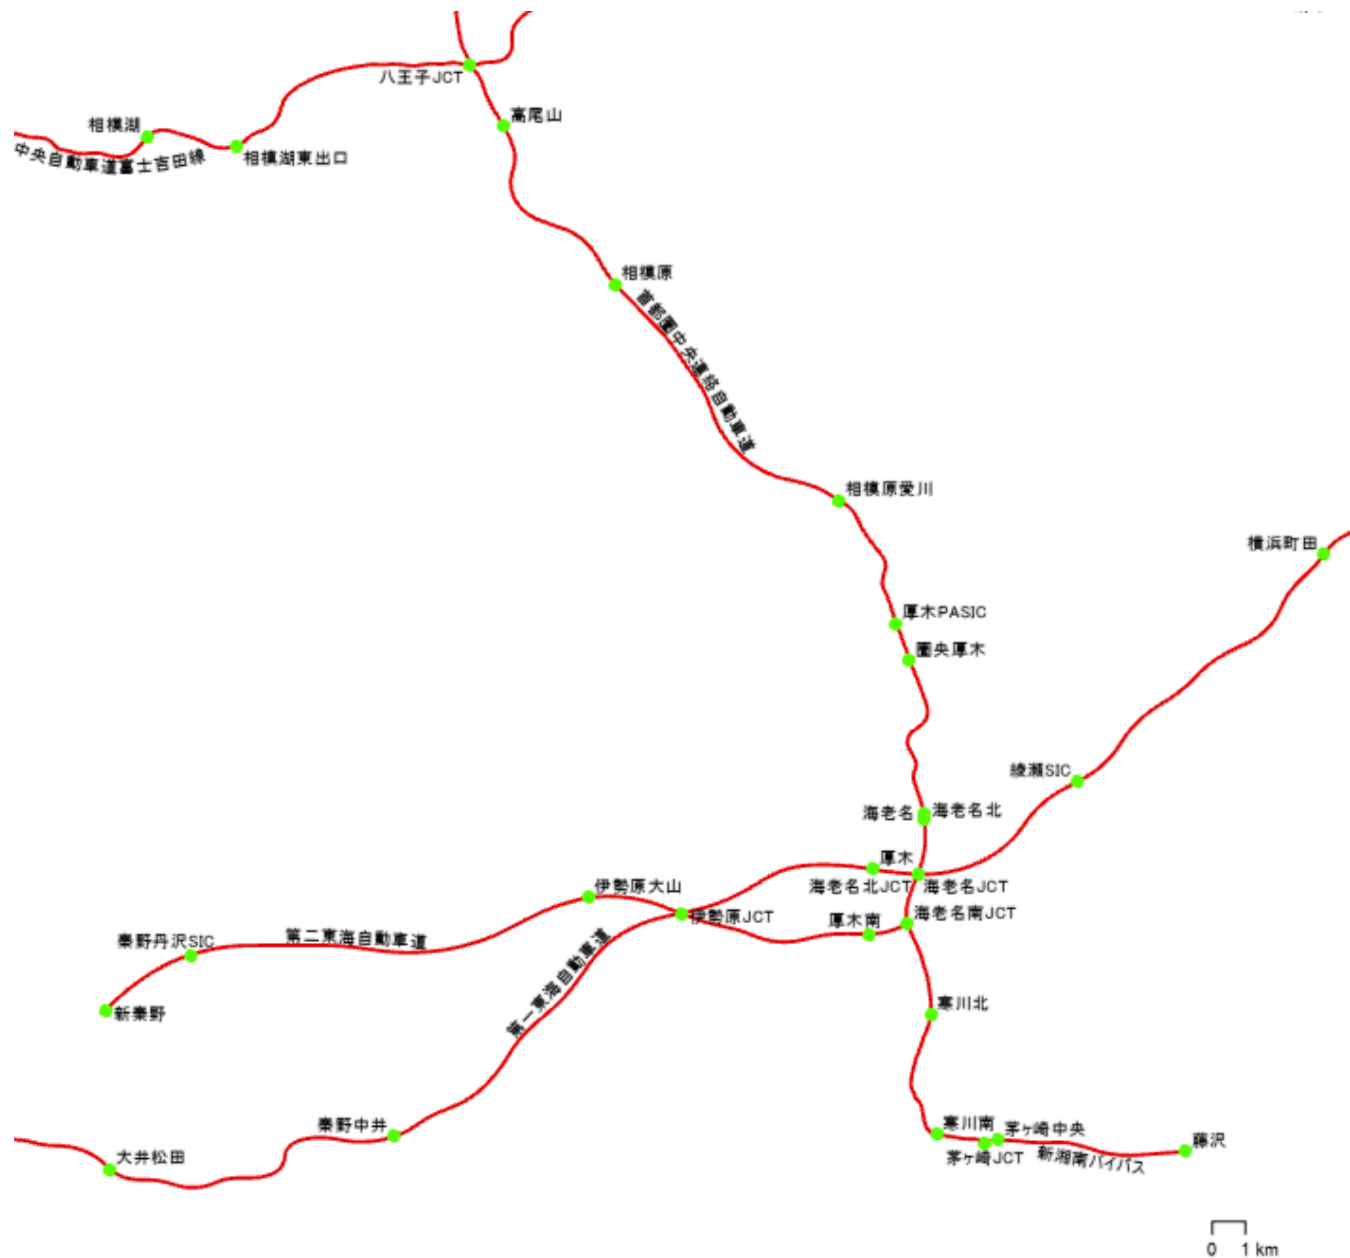 八王子JCT
高尾山
相模湖
相模湖東出口
中央自動車道富士吉田線
相模原
首都圏中央連絡自動車道
相模原愛川
横浜町田
厚木PASIC
圏央厚木
綾瀬SIC
海老名
海老名北
厚木
海老名北JCT
海老名JCT
伊勢原大山
伊勢原JCT
厚木南
海老名南JCT
秦野丹沢SIC
第二東海自動車道
第一東海自動車道
新秦野
寒川北
秦野中井
寒川南
茅ヶ崎中央
藤沢
大井松田
茅ヶ崎JCT
新湘南バイパス
0 1 km